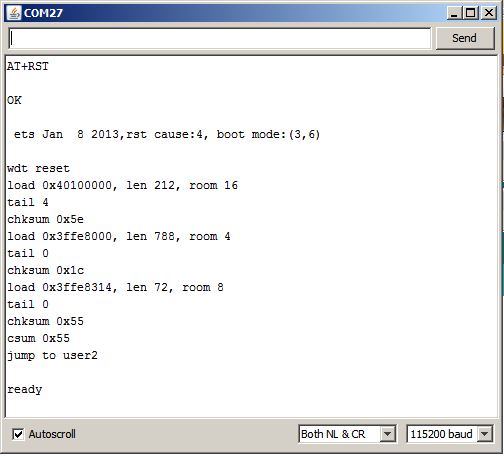 COM27
Send
AT+RST
OK
ets Jan  8 2013,rst cause:4, boot mode:(3,6)
wdt reset
load 0x40100000, len 212, room 16
tail 4
chksum 0x5e
load 0x3ffe8000, len 788, room 4
tail 0
chksum 0x1c
load 0x3ffe8314, len 72, room 8
tail 0
chksum 0x55
csum 0x55
jump to user2
ready
Autoscroll
Both NL & CR
115200 baud